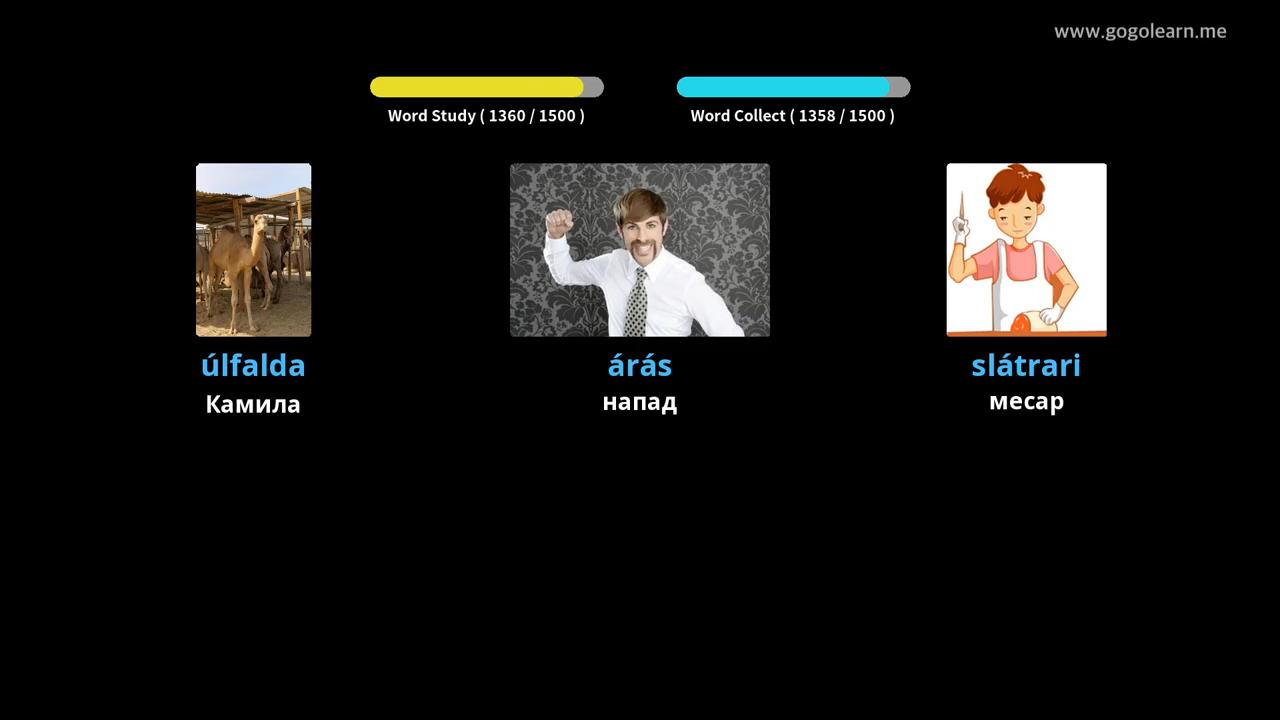 www.gogolearn.me
Word Study ( 1360 / 1500 )
Word Collect ( 1358 / 1500 )
úlfalda
árás
slátrari
Камила
напад
месар